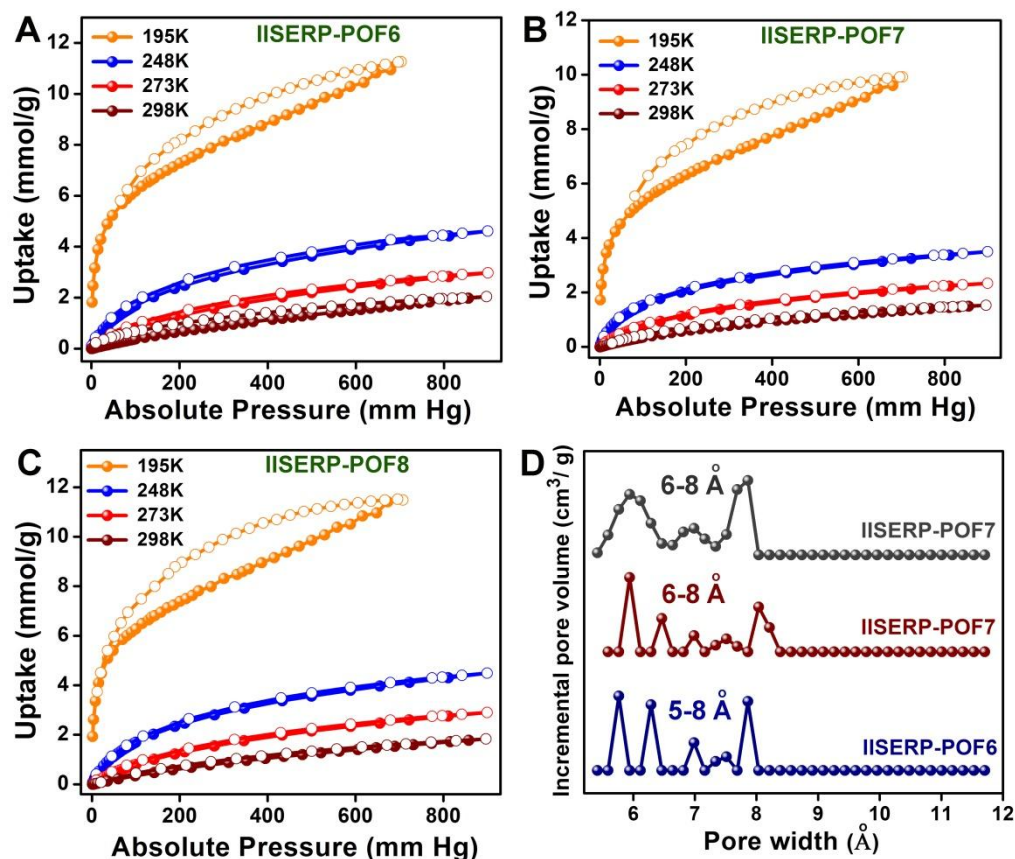 A
IISERP-POF6
195K
248K
273K
298K
12
10
8
6
4
2
0
Uptake (mmol/g)
0 200 400 600 800
Absolute Pressure (mm Hg)
B
IISERP-POF7
195K
248K
273K
298K
12
10
8
6
4
2
0
Uptake (mmol/g)
0 200 400 600 800
Absolute Pressure (mm Hg)
C
IISERP-POF8
195K
248K
273K
298K
12
10
8
6
4
2
0
Uptake (mmol/g)
0 200 400 600 800
Absolute Pressure (mm Hg)
D
6-8 Å
IISERP-POF7
6-8 Å
IISERP-POF7
5-8 Å
IISERP-POF6
Incremental pore volume (cm³/ g)
6 7 8 9 10 11 12
Pore width (Å)